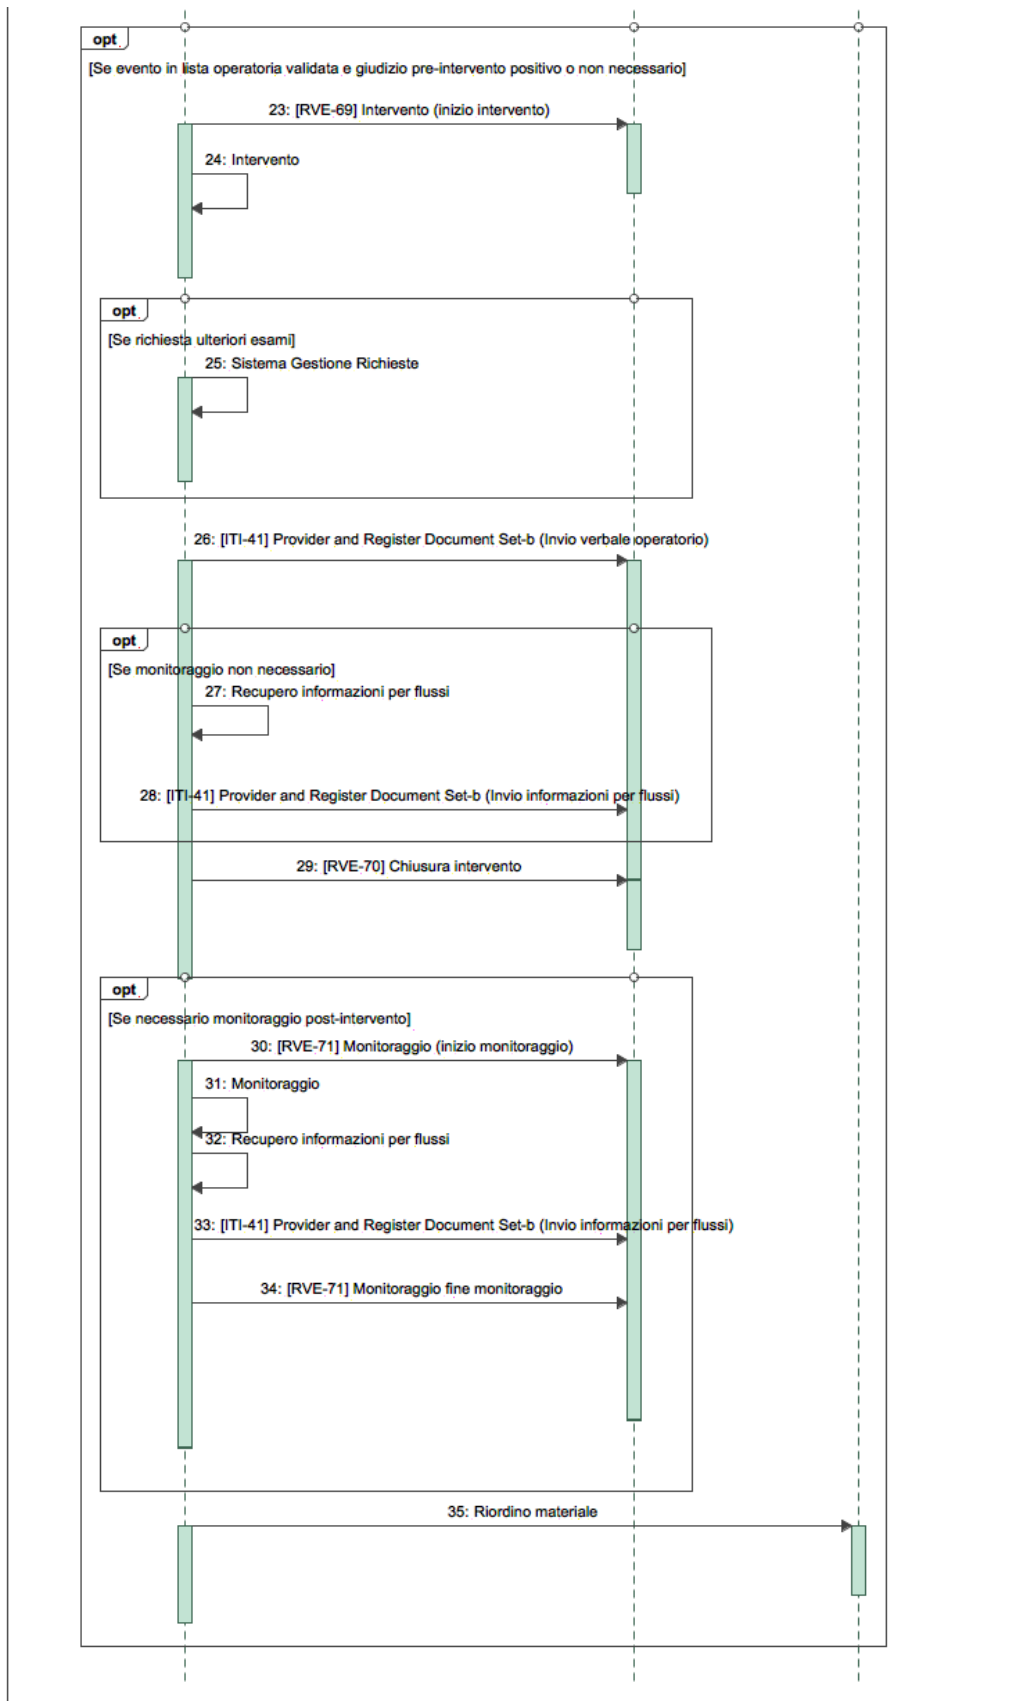 opt
[Se evento in lista operatoria validata e giudizio pre-intervento positivo o non necessario]
23: [RVE-69] Intervento (inizio intervento)
24: Intervento
opt
[Se richiesta ulteriori esami]
25: Sistema Gestione Richieste
26: [ITI-41] Provider and Register Document Set-b (Invio verbale operatorio)
opt
[Se monitoraggio non necessario]
27: Recupero informazioni per flussi
28: [ITI-41] Provider and Register Document Set-b (Invio informazioni per flussi)
29: [RVE-70] Chiusura intervento
opt
[Se necessario monitoraggio post-intervento]
30: [RVE-71] Monitoraggio (inizio monitoraggio)
31: Monitoraggio
32: Recupero informazioni per flussi
33: [ITI-41] Provider and Register Document Set-b (Invio informazioni per flussi)
34: [RVE-71] Monitoraggio fine monitoraggio
35: Riordino materiale